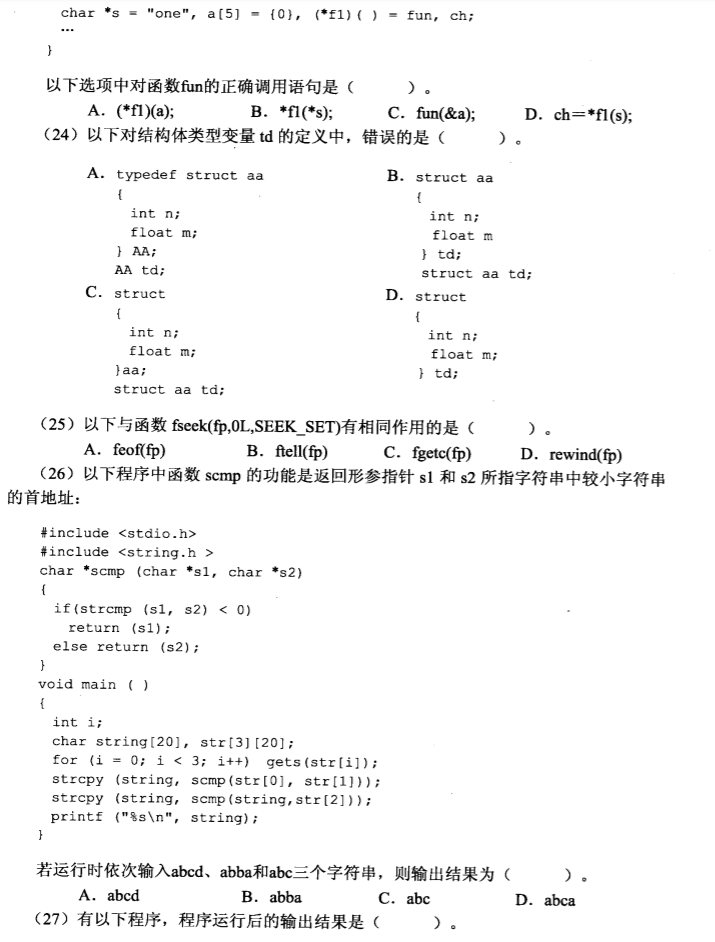 char *s = "one", a[5] = {0}, (*f1)( ) = fun, ch;
…
}
以下选项中对函数fun的正确调用语句是（ ）。
A．(*f1)(a); B．*f1(*s); C．fun(&a); D．ch=*f1(s);
（24）以下对结构体类型变量 td 的定义中，错误的是（ ）。
A．typedef struct aa
{
int n;
float m;
} AA;
AA td;
B．struct aa
{
int n;
float m
} td;
struct aa td;
C．struct
{
int n;
float m;
}aa;
struct aa td;
D．struct
{
int n;
float m;
} td;
（25）以下与函数 fseek(fp,0L,SEEK_SET)有相同作用的是（ ）。
A．feof(fp) B．ftell(fp) C．fgetc(fp) D．rewind(fp)
（26）以下程序中函数 scmp 的功能是返回形参指针 s1 和 s2 所指字符串中较小字符串
的首地址：
#include <stdio.h>
#include <string.h >
char *scmp (char *s1, char *s2)
{
if(strcmp (s1, s2) < 0)
return (s1);
else return (s2);
}
void main ( )
{
int i;
char string[20], str[3][20];
for (i = 0; i < 3; i++) gets(str[i]);
strcpy (string, scmp(str[0], str[1]));
strcpy (string, scmp(string,str[2]));
printf ("%s\n", string);
}
若运行时依次输入abcd、abba和abc三个字符串，则输出结果为（ ）。
A．abcd B．abba C．abc D．abca
（27）有以下程序，程序运行后的输出结果是（ ）。